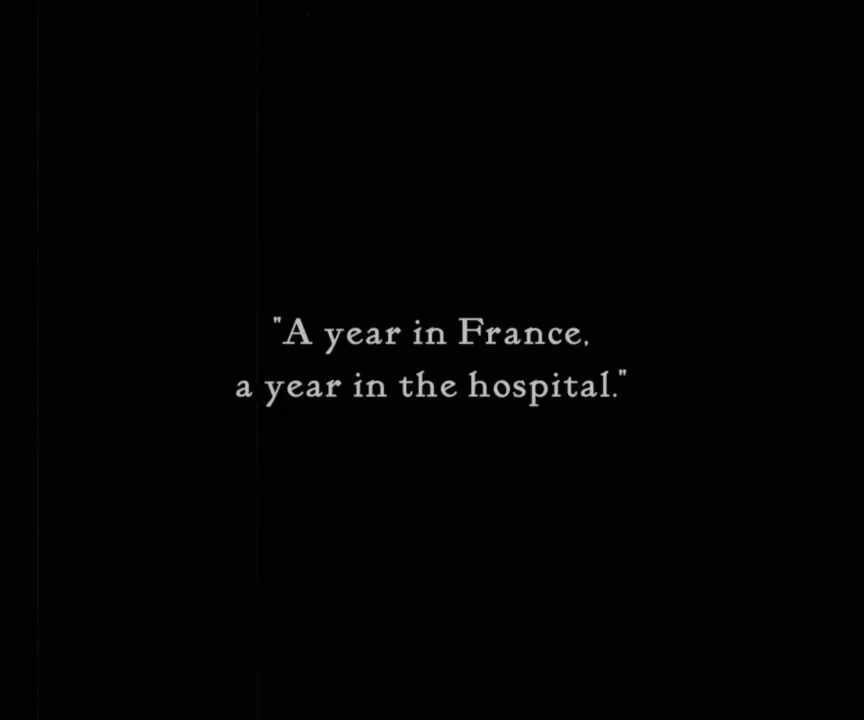 "A year in France,
a year in the hospital."